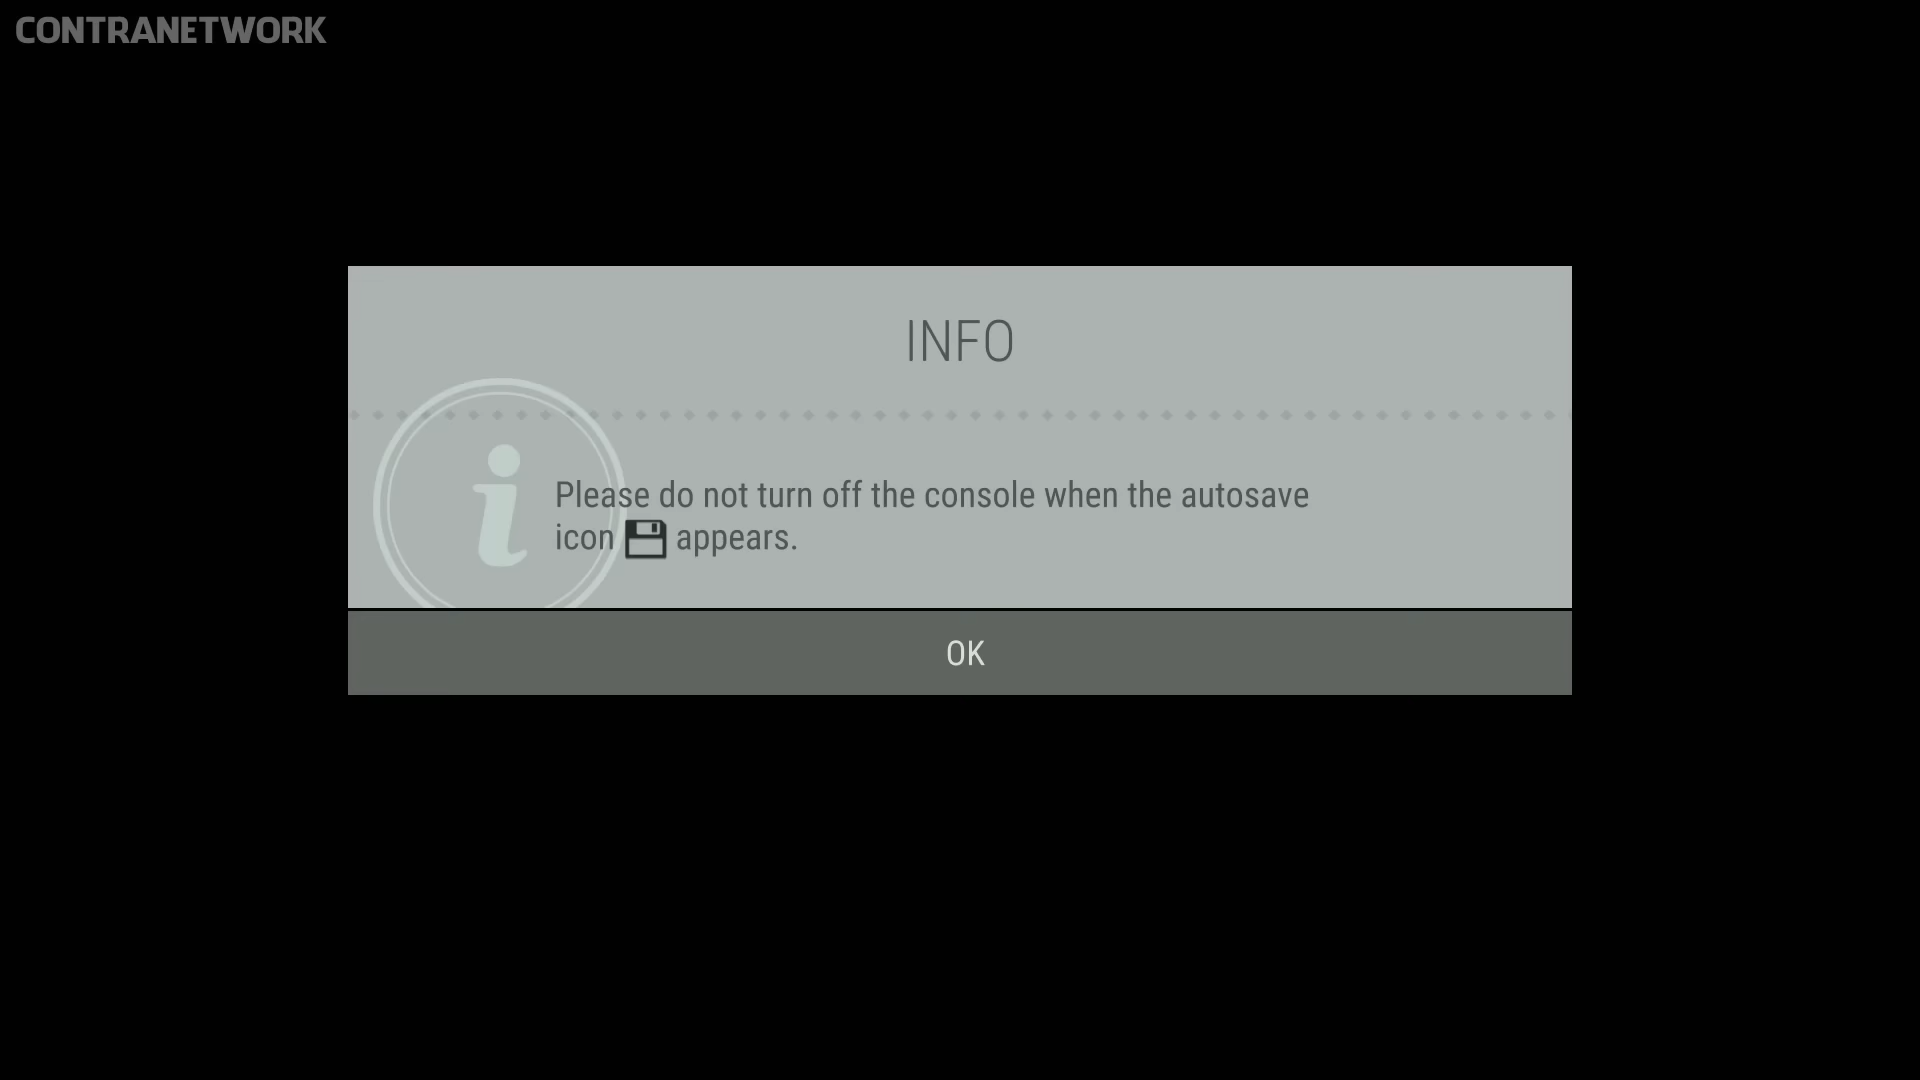 CONTRANETWORK
INFO
Please do not turn off the console when the autosave
icon appears.
OK